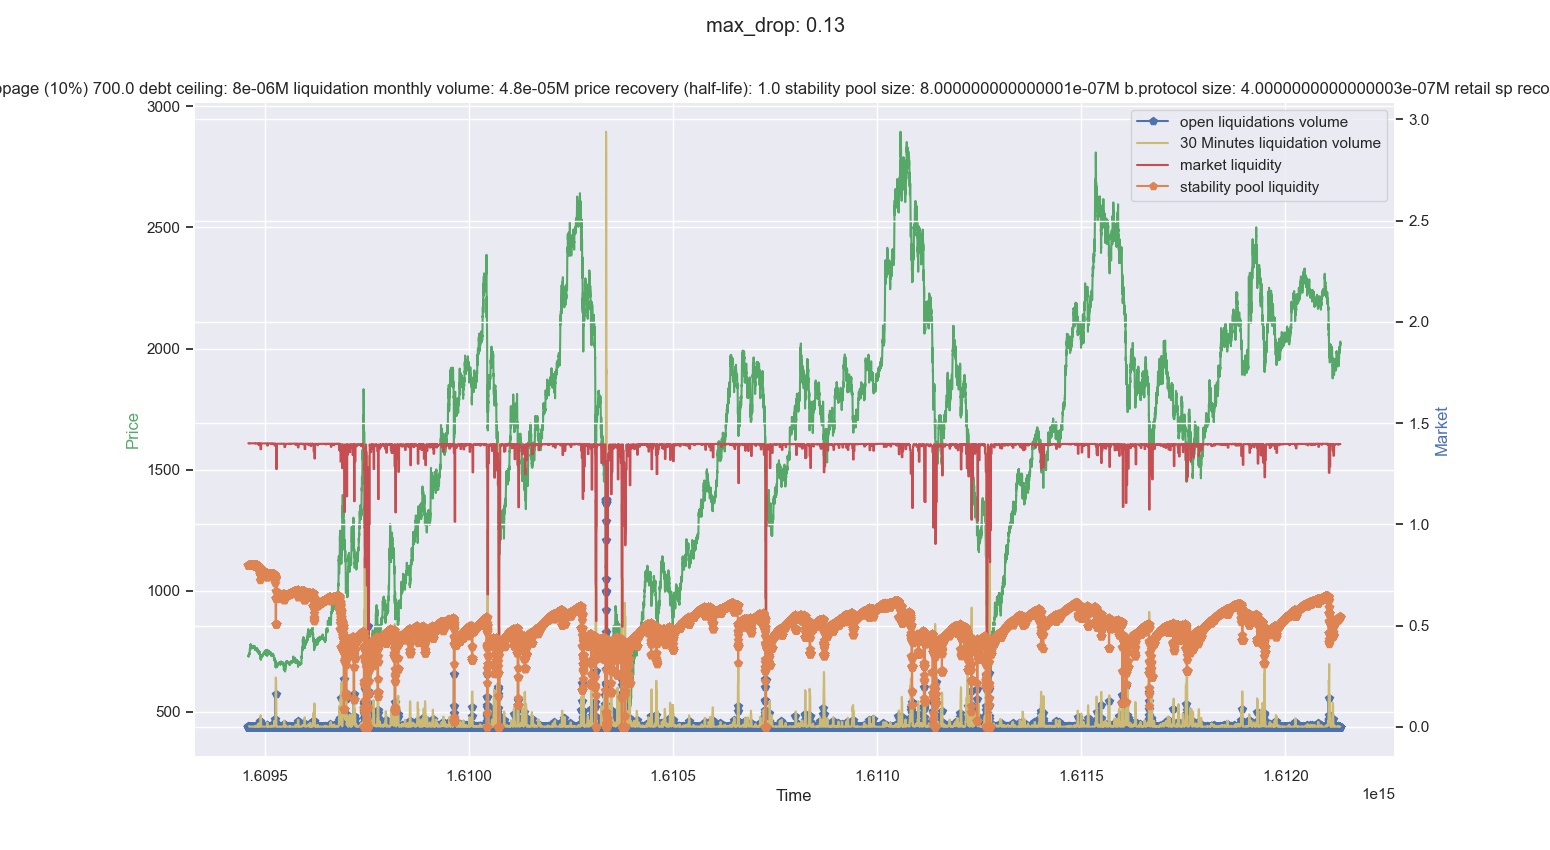 max_drop: 0.13
page (10%) 700.0 debt ceiling: 8e-06M liquidation monthly volume: 4.8e-05M price recovery (half-life): 1.0 stability pool size: 8.000000000000001e-07M b.protocol size: 4.0000000000000003e-07M retail sp reco
3000
2500
2000
1500
1000
500
Price
open liquidations volume
30 Minutes liquidation volume
market liquidity
stability pool liquidity
3.0
2.5
2.0
1.5
1.0
0.5
0.0
Market
1.6095 1.6100 1.6105 1.6110 1.6115 1.6120
1e15
Time